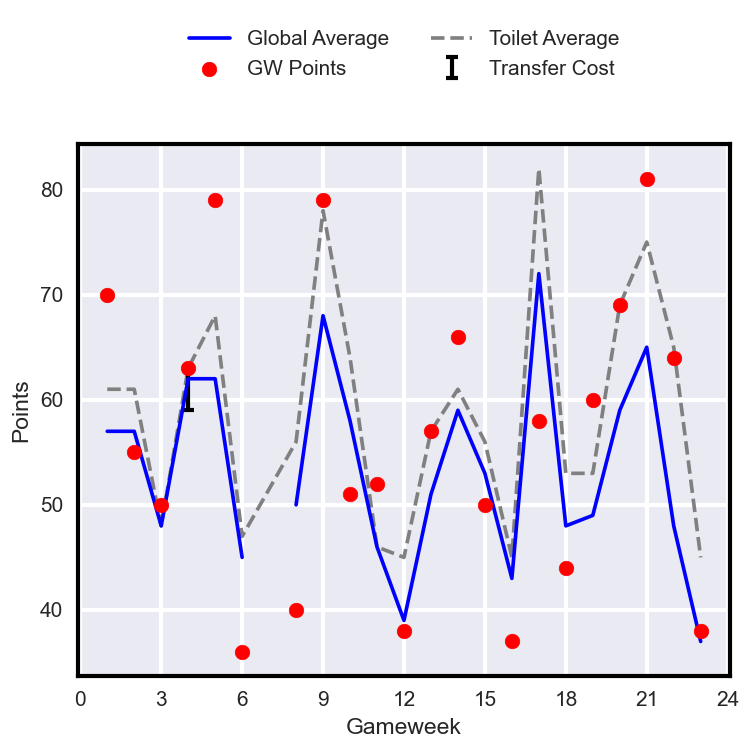 Global Average
Toilet Average
GW Points
Transfer Cost
80
70
60
50
40
Points
0 3 6 9 12 15 18 21 24
Gameweek